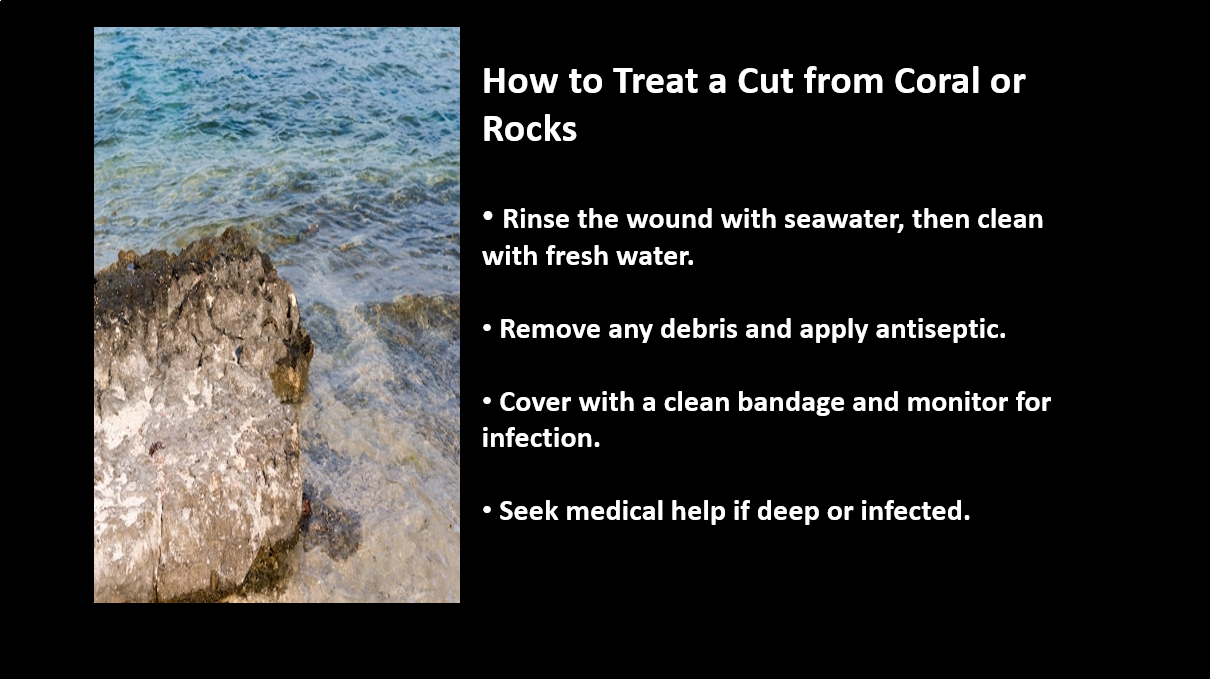 How to Treat a Cut from Coral or
Rocks
• Rinse the wound with seawater, then clean
with fresh water.
• Remove any debris and apply antiseptic.
• Cover with a clean bandage and monitor for
infection.
• Seek medical help if deep or infected.